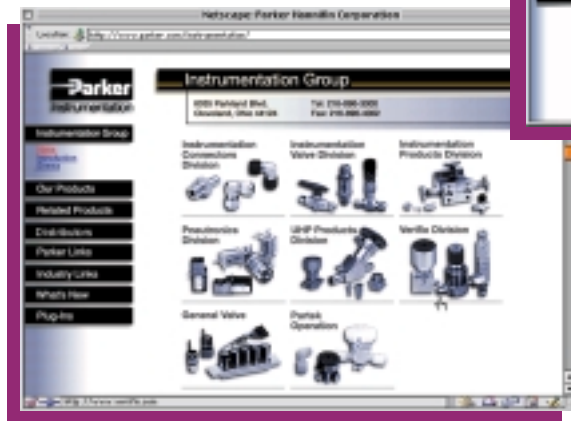 Netscape: Parker Hannifin Corporation
Parker
Instrumentation
Instrumentation Group
Instrumentation Group
Cleveland, Ohio
Our Products
Related Products
Distributors
Parker Links
Industry Links
What's New
Plug-Ins
Instrumentation
Connectors
Division
Instrumentation
Valve Division
Instrumentation
Products Division
Pneutronics
Division
UHP Products
Division
Veriflo Division
General Valve
Partek
Operation